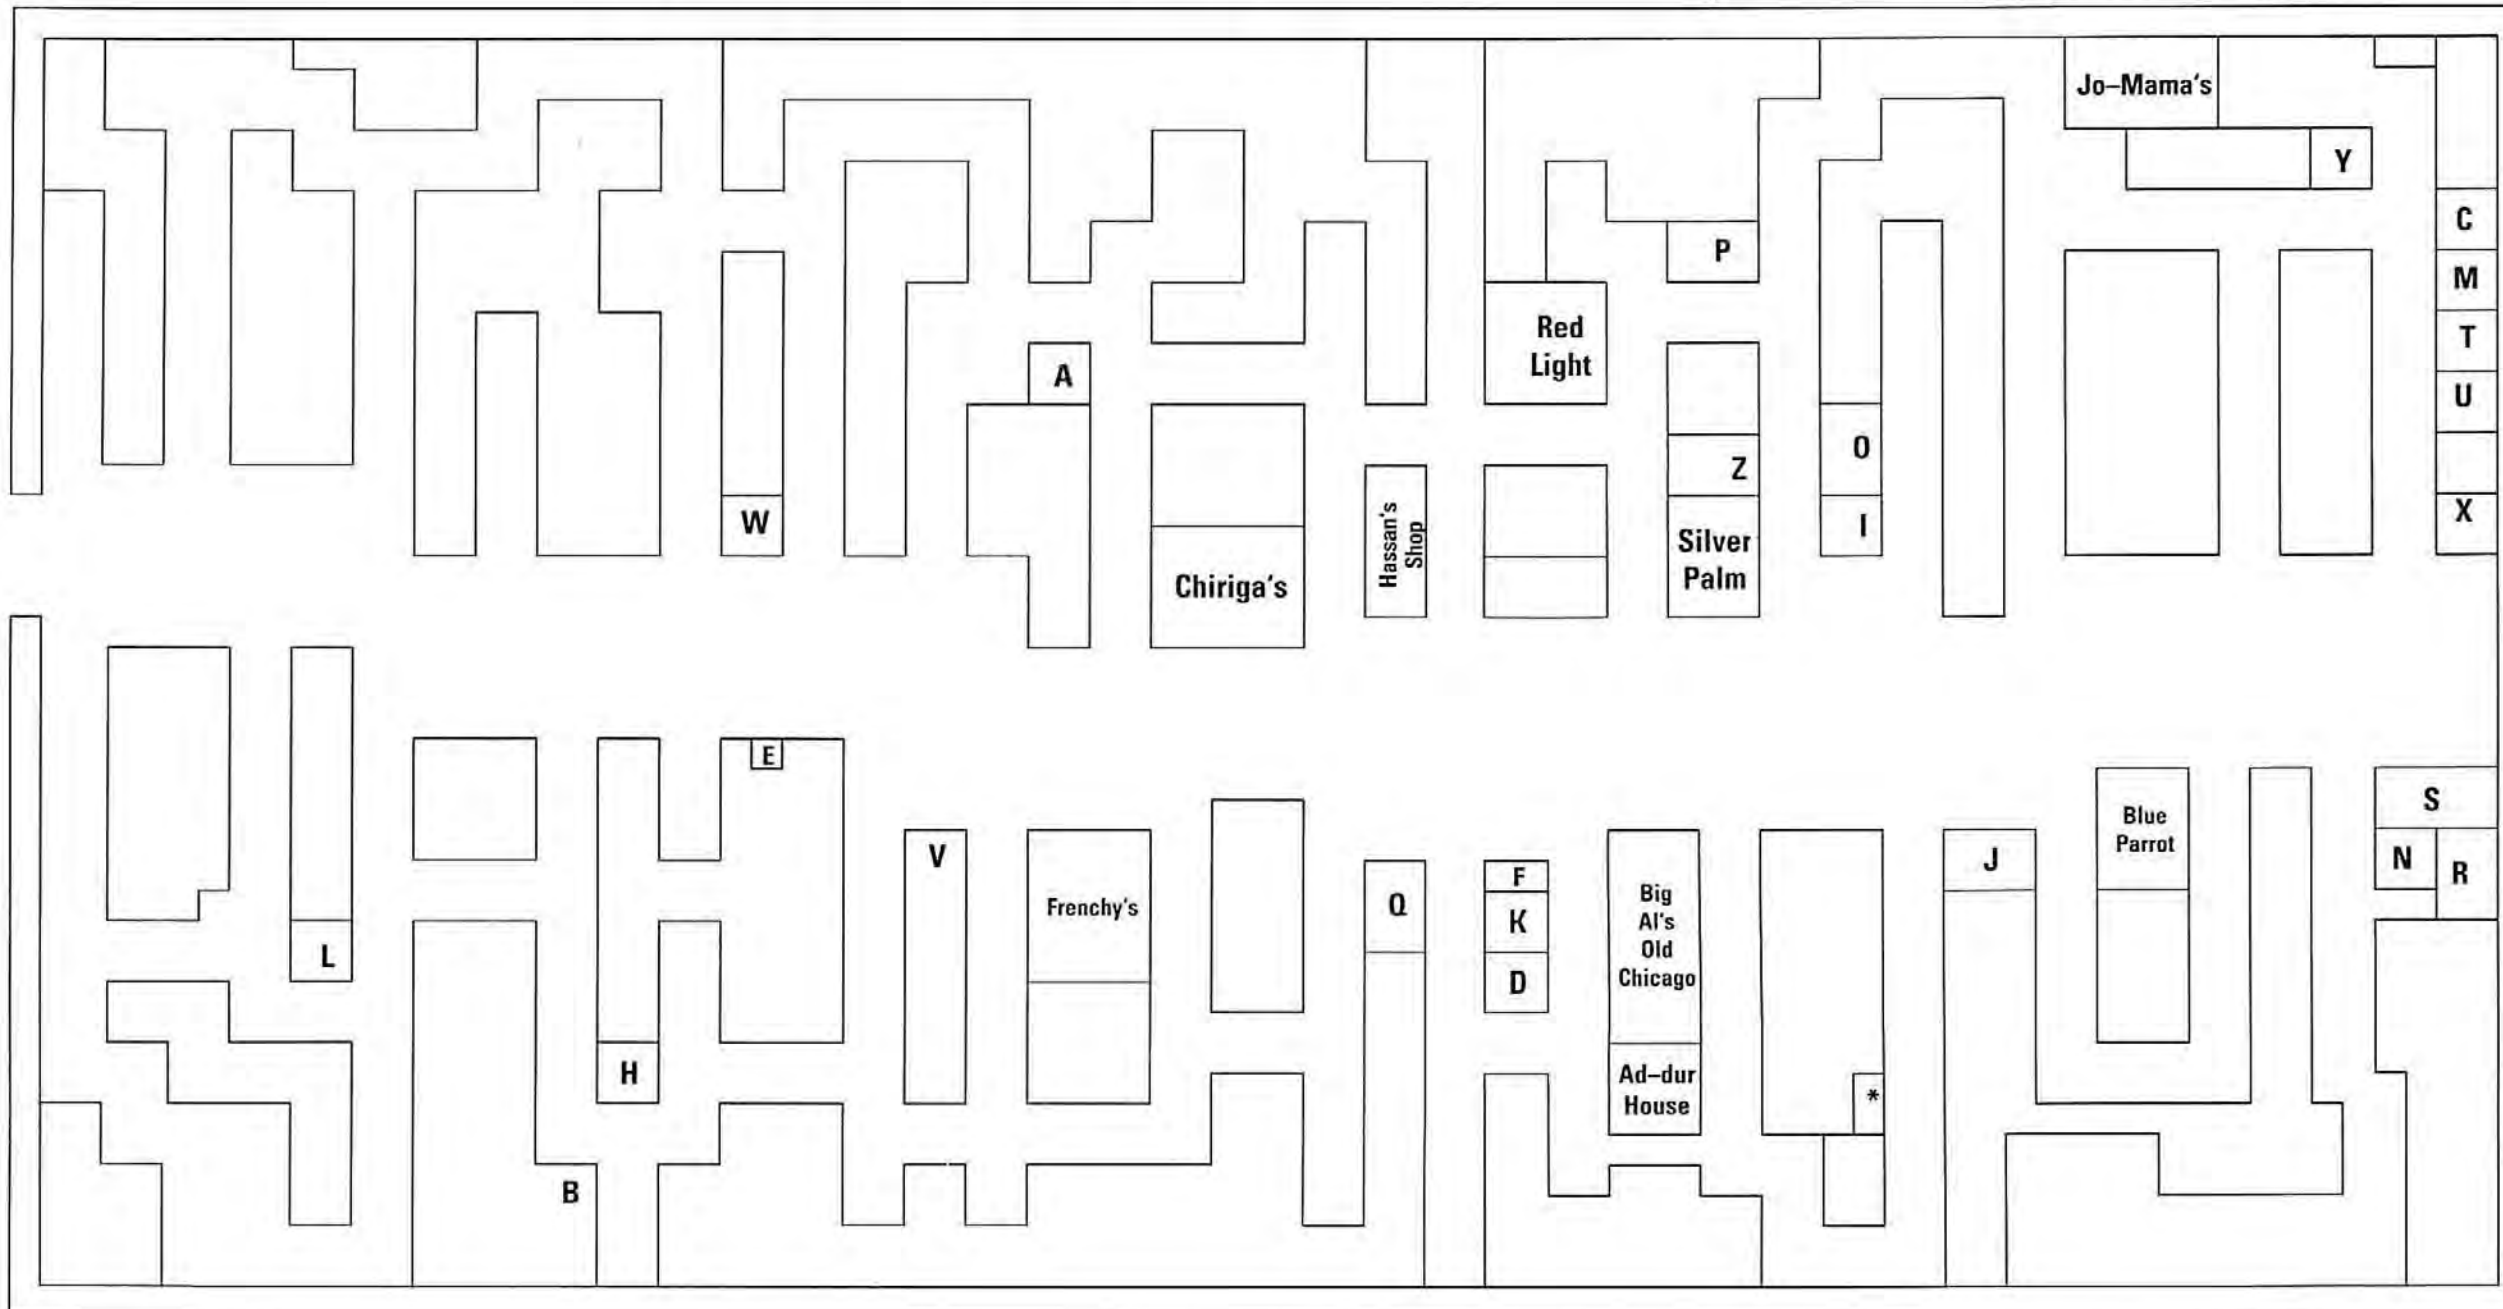 Jo–Mama's
Y
C
P
M
Red
Light
T
A
U
O
Z
W
Hassan's
Shop
I
X
Silver
Palm
Chiriga's
E
S
Blue
Parrot
V
J
N
R
F
Q
K
Frenchy's
Big
Al's
Old
Chicago
L
D
H
Ad–dur
House
*
B